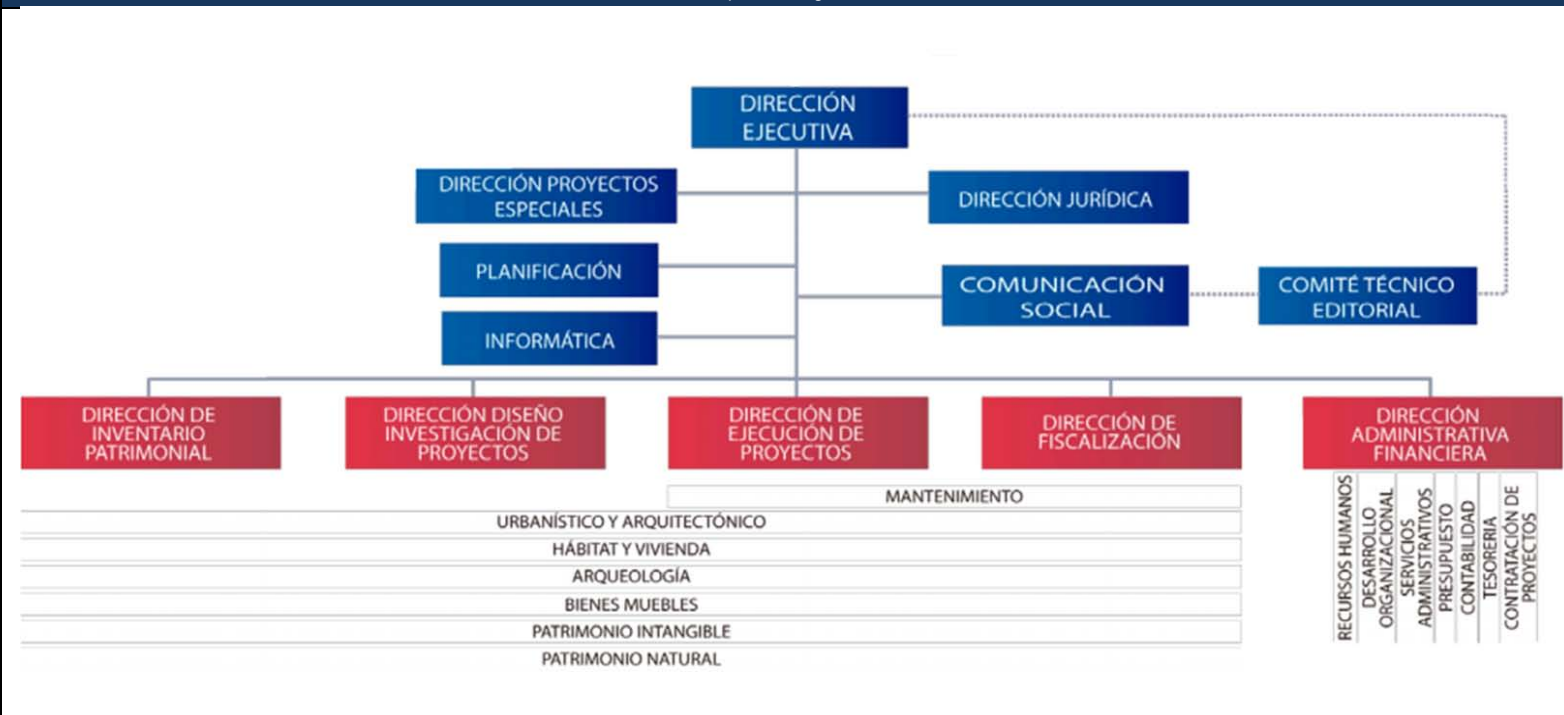 DIRECCIÓN
EJECUTIVA
DIRECCIÓN PROYECTOS
ESPECIALES
DIRECCIÓN JURÍDICA
PLANIFICACIÓN
COMUNICACIÓN
SOCIAL
COMITÉ TÉCNICO
EDITORIAL
INFORMÁTICA
DIRECCIÓN DE
INVENTARIO
PATRIMONIAL
DIRECCIÓN DISEÑO
INVESTIGACIÓN DE
PROYECTOS
DIRECCIÓN DE
EJECUCIÓN DE
PROYECTOS
DIRECCIÓN DE
FISCALIZACIÓN
DIRECCIÓN
ADMINISTRATIVA
FINANCIERA
MANTENIMIENTO
URBANÍSTICO Y ARQUITECTÓNICO
HÁBITAT Y VIVIENDA
ARQUEOLOGÍA
BIENES MUEBLES
PATRIMONIO INTANGIBLE
PATRIMONIO NATURAL
RECURSOS HUMANOS
DESARROLLO
ORGANIZACIONAL
SERVICIOS
ADMINISTRATIVOS
PRESUPUESTO
CONTABILIDAD
TESORERIA
CONTRATACIÓN DE
PROYECTOS